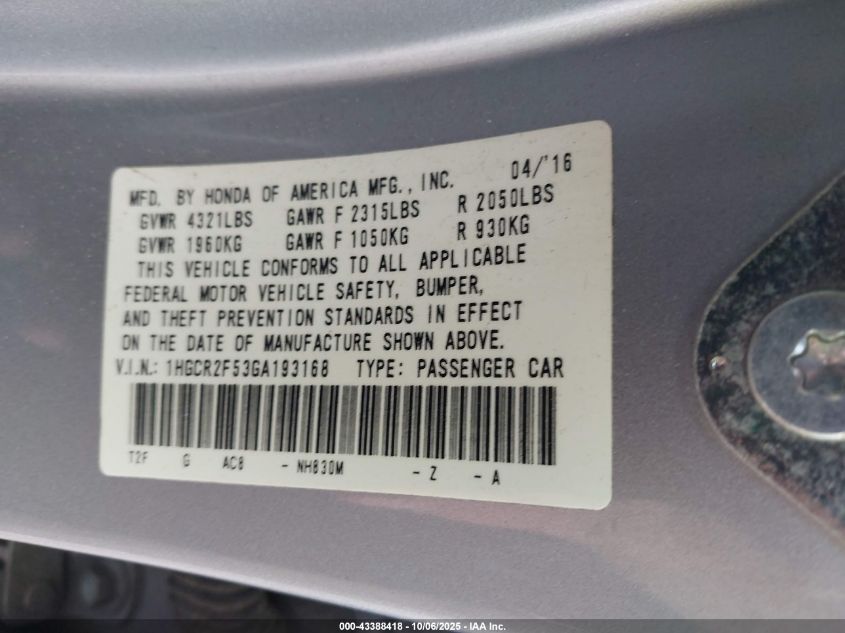 MFD. BY HONDA OF AMERICA MFG., INC. 04/'16
GVWR 4321LBS GAWR F 2315LBS R 2050LBS
GVWR 1960KG GAWR F 1050KG R 930KG
THIS VEHICLE CONFORMS TO ALL APPLICABLE
FEDERAL MOTOR VEHICLE SAFETY, BUMPER,
AND THEFT PREVENTION STANDARDS IN EFFECT
ON THE DATE OF MANUFACTURE SHOWN ABOVE.
V.I.N.: 1HGCR2F53GA193168 TYPE: PASSENGER CAR
T2F G AC8 - NH830M - Z - A
000-43388418 - 10/06/2025 - IAA Inc.